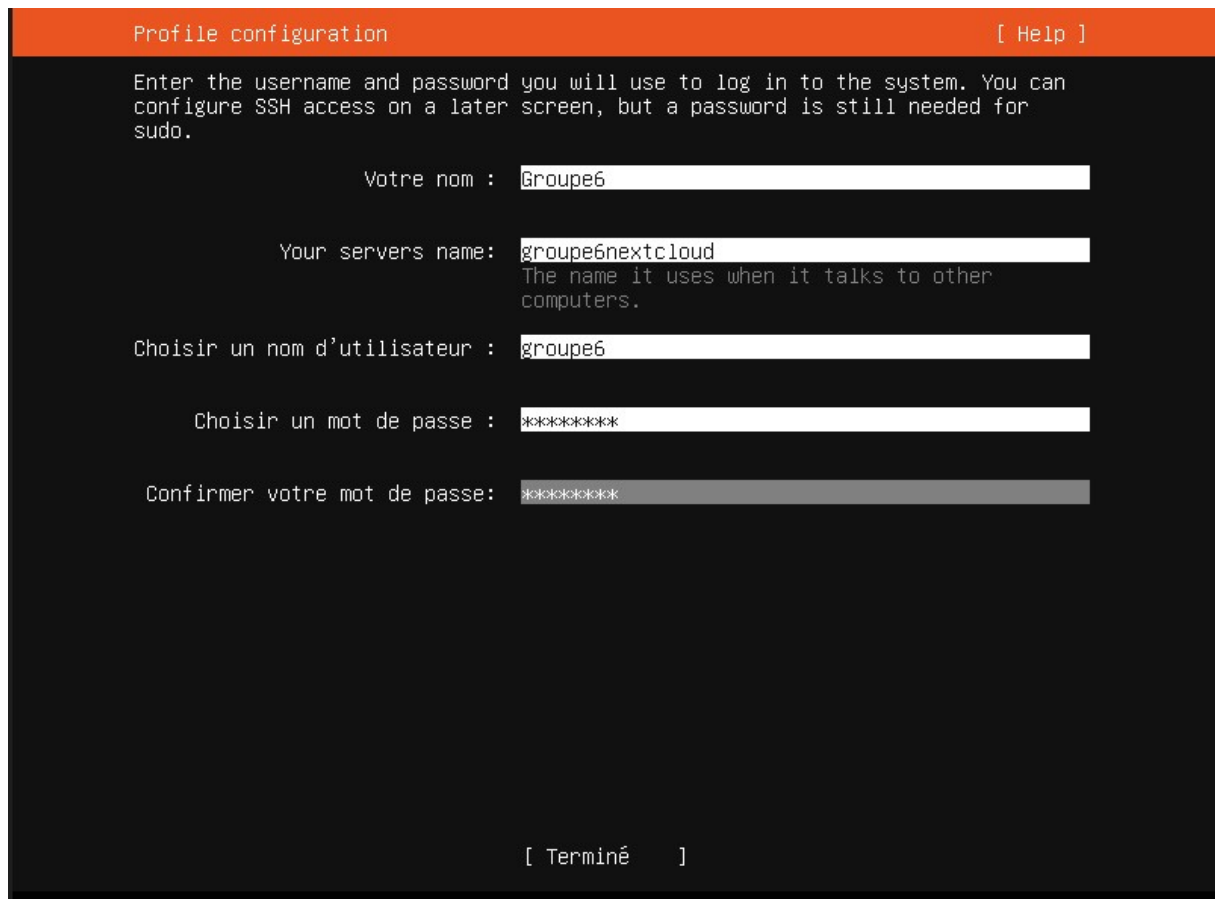 Profile configuration [ Help ]
Enter the username and password you will use to log in to the system. You can
configure SSH access on a later screen, but a password is still needed for
sudo.
Votre nom : Groupe6
Your servers name: groupe6nextcloud
The name it uses when it talks to other
computers.
Choisir un nom d'utilisateur : groupe6
Choisir un mot de passe : ********
Confirmer votre mot de passe: ********
[ Terminé ]